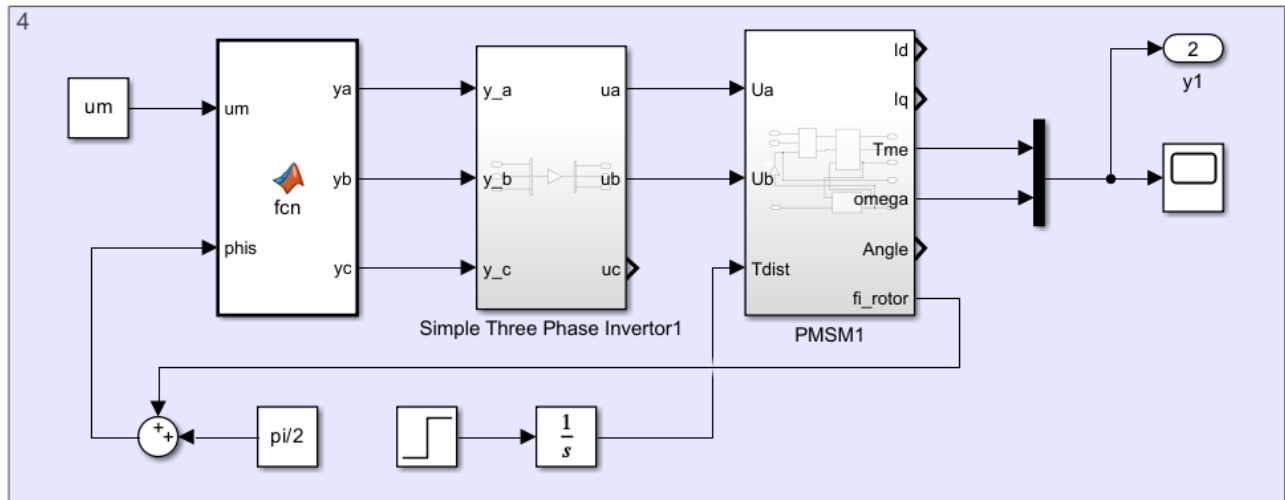 4
um
um
phis
fcn
ya
yb
yc
y_a
y_b
y_c
ua
ub
uc
Simple Three Phase Invertor1
Ua
Ub
Tdist
Id
Iq
Tme
omega
Angle
fi_rotor
PMSM1
2
y1
+
+
pi/2
1
s